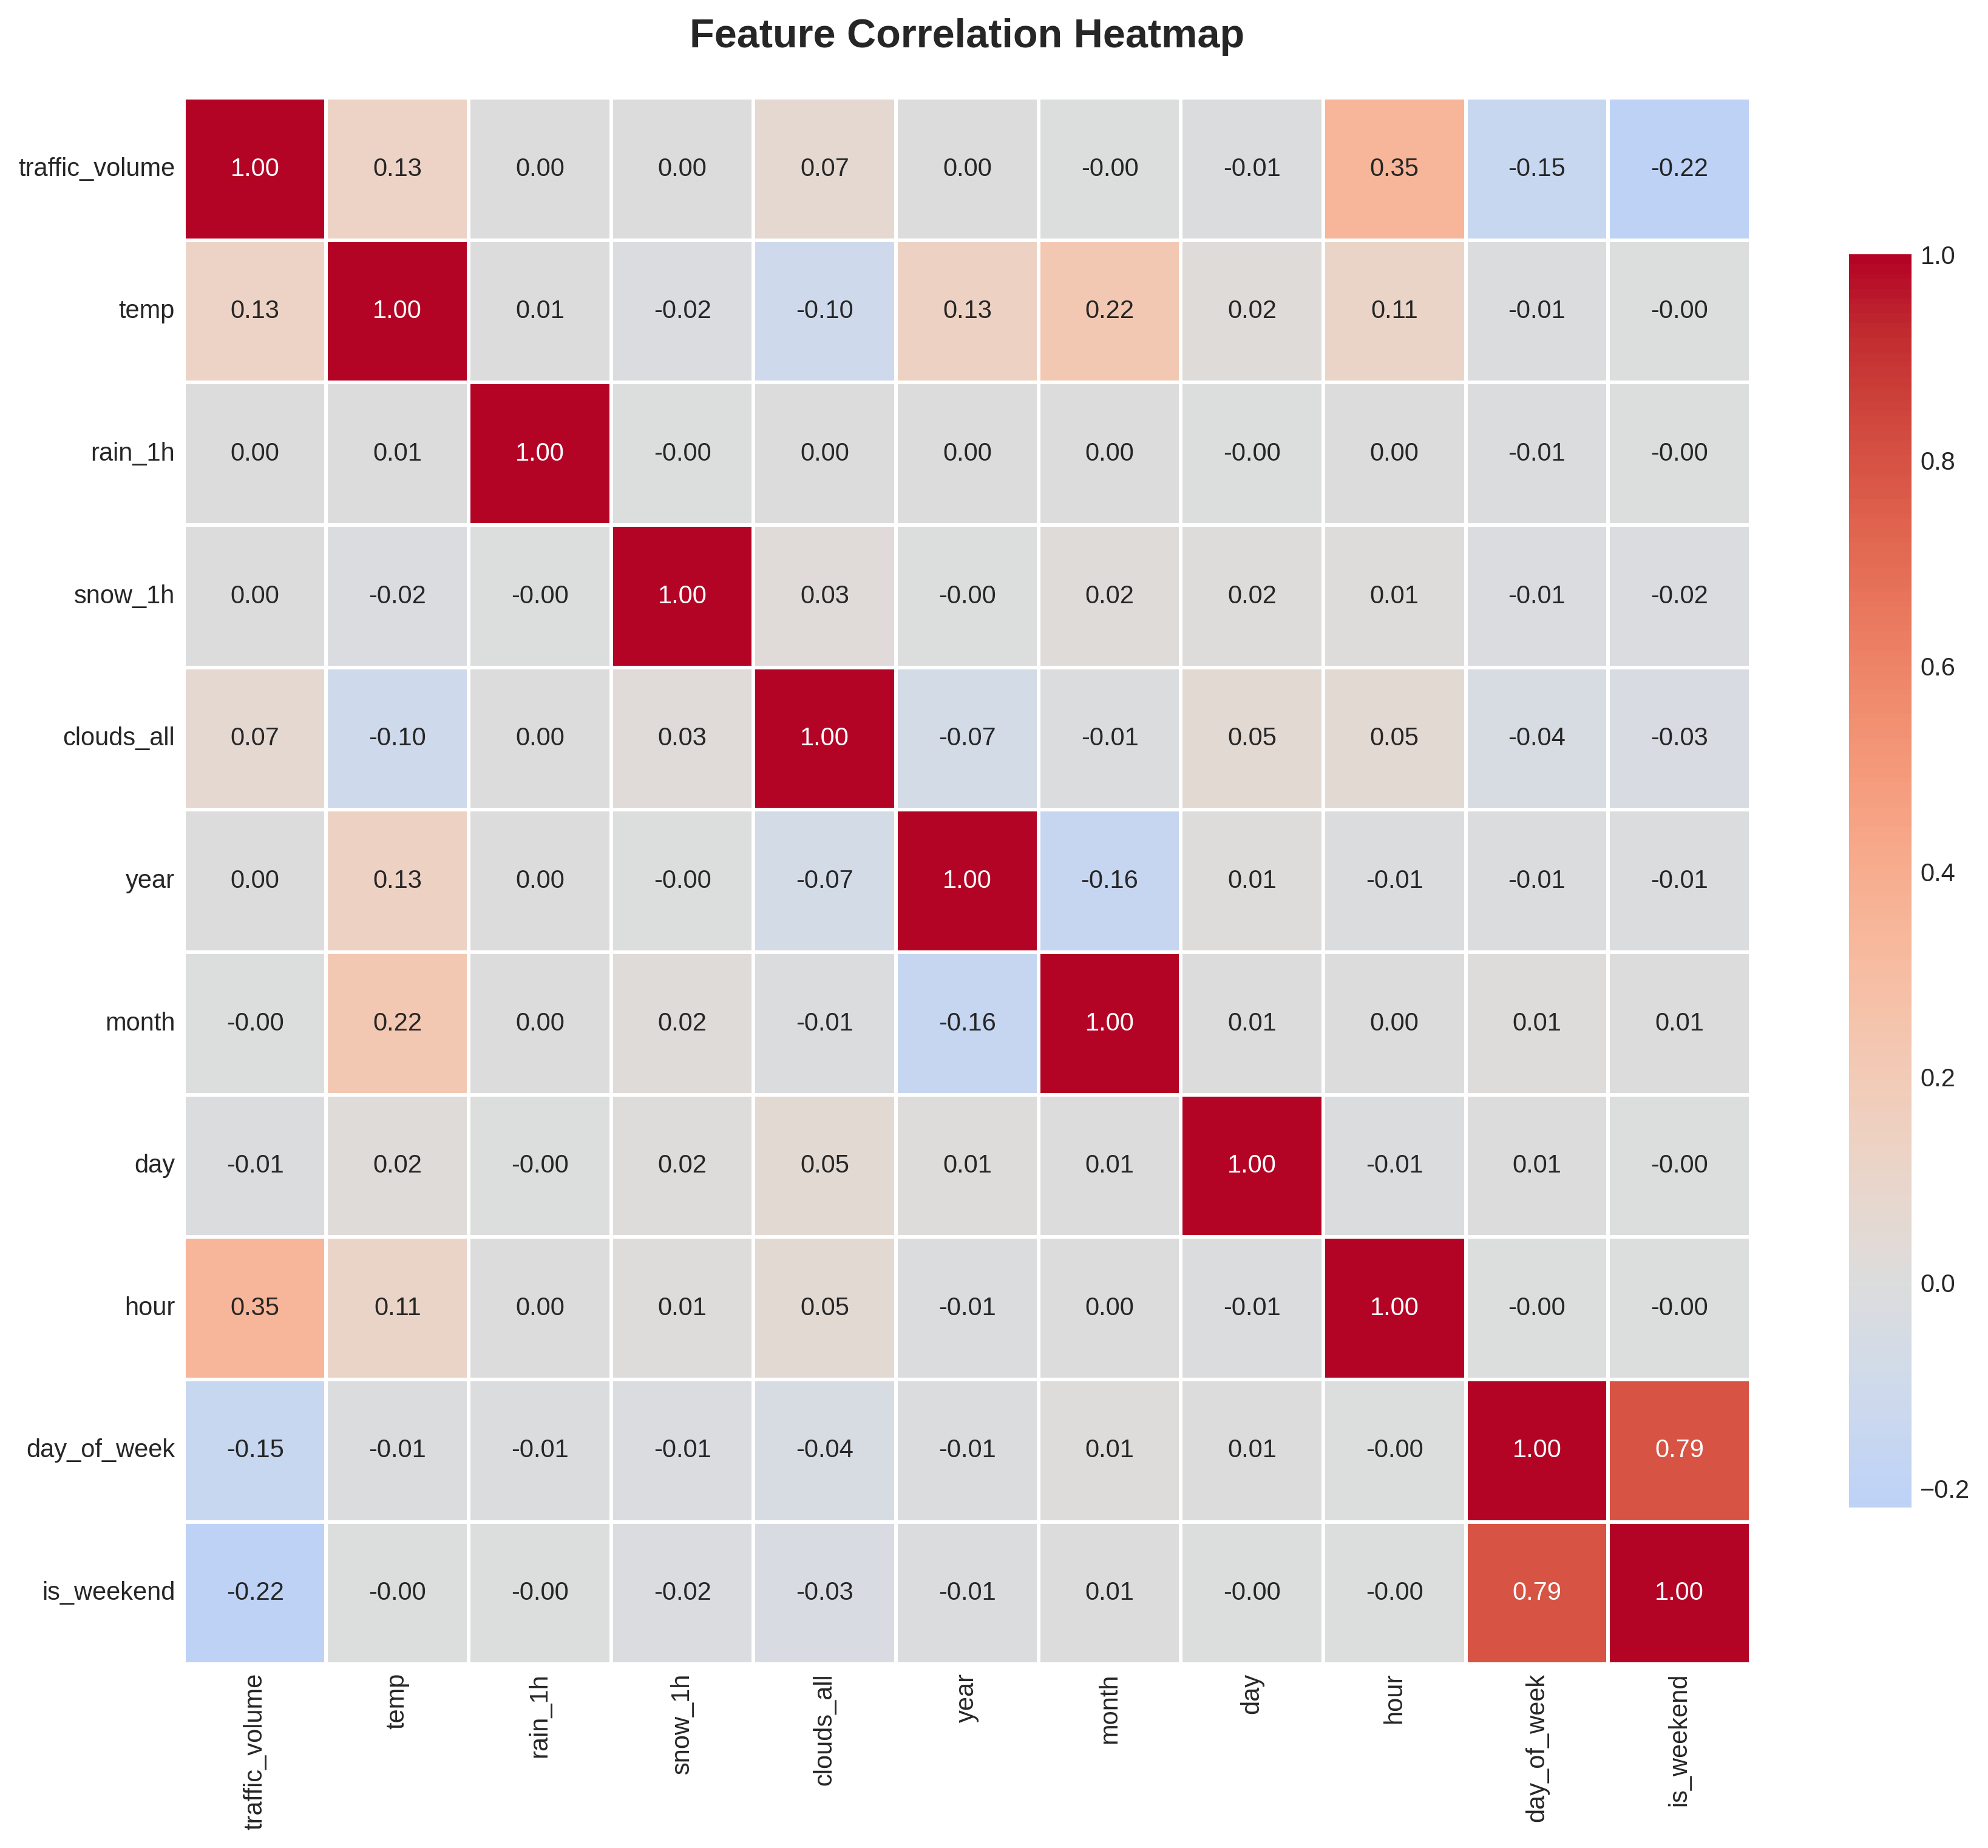 Feature Correlation Heatmap
traffic_volume 1.00 0.13 0.00 0.00 0.07 0.00 -0.00 -0.01 0.35 -0.15 -0.22
temp 0.13 1.00 0.01 -0.02 -0.10 0.13 0.22 0.02 0.11 -0.01 -0.00
rain_1h 0.00 0.01 1.00 -0.00 0.00 0.00 0.00 -0.00 0.00 -0.01 -0.00
snow_1h 0.00 -0.02 -0.00 1.00 0.03 -0.00 0.02 0.02 0.01 -0.01 -0.02
clouds_all 0.07 -0.10 0.00 0.03 1.00 -0.07 -0.01 0.05 0.05 -0.04 -0.03
year 0.00 0.13 0.00 -0.00 -0.07 1.00 -0.16 0.01 -0.01 -0.01 -0.01
month -0.00 0.22 0.00 0.02 -0.01 -0.16 1.00 0.01 0.00 0.01 0.01
day -0.01 0.02 -0.00 0.02 0.05 0.01 0.01 1.00 -0.01 0.01 -0.00
hour 0.35 0.11 0.00 0.01 0.05 -0.01 0.00 -0.01 1.00 -0.00 -0.00
day_of_week -0.15 -0.01 -0.01 -0.01 -0.04 -0.01 0.01 0.01 -0.00 1.00 0.79
is_weekend -0.22 -0.00 -0.00 -0.02 -0.03 -0.01 0.01 -0.00 -0.00 0.79 1.00
traffic_volume temp rain_1h snow_1h clouds_all year month day hour day_of_week is_weekend
1.0
0.8
0.6
0.4
0.2
0.0
−0.2